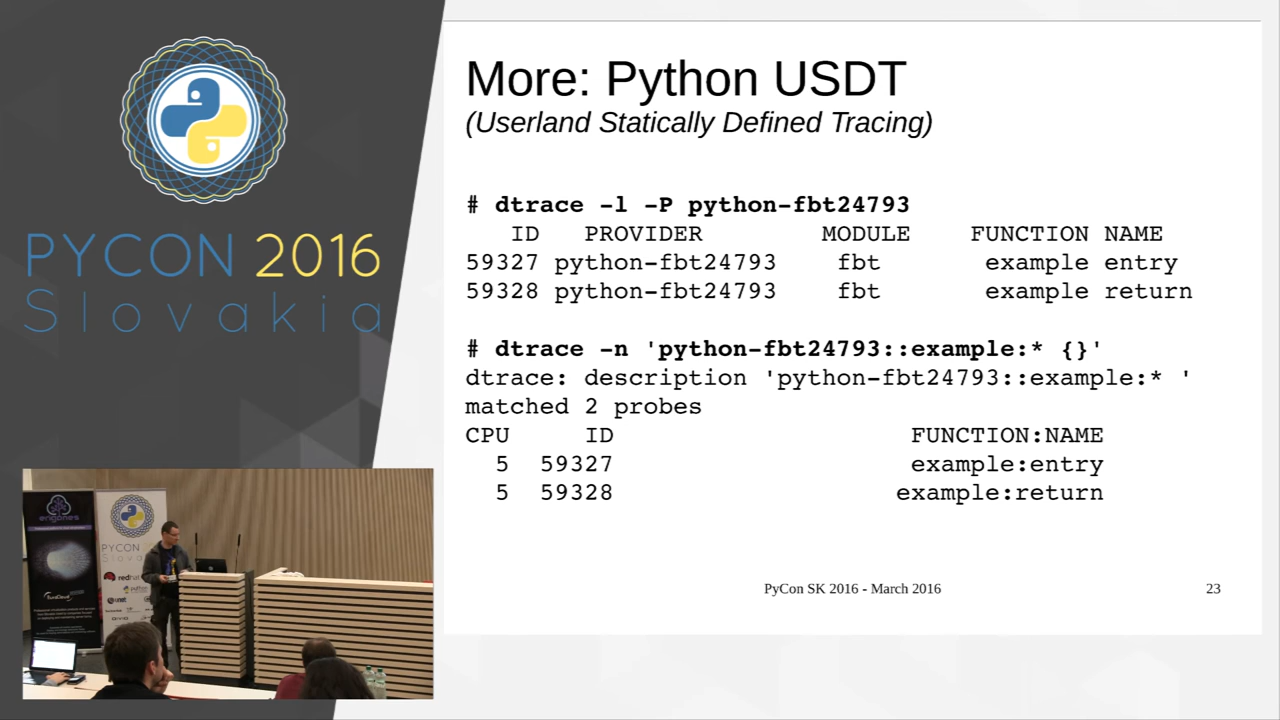 PYCON 2016
Slovakia
More: Python USDT
(Userland Statically Defined Tracing)
# dtrace -l -P python-fbt24793
ID PROVIDER MODULE FUNCTION NAME
59327 python-fbt24793 fbt example entry
59328 python-fbt24793 fbt example return
# dtrace -n 'python-fbt24793::example:* {}'
dtrace: description 'python-fbt24793::example:* '
matched 2 probes
CPU ID FUNCTION:NAME
5 59327 example:entry
5 59328 example:return
PyCon SK 2016 - March 2016
23
erigones
PYCON
redhat